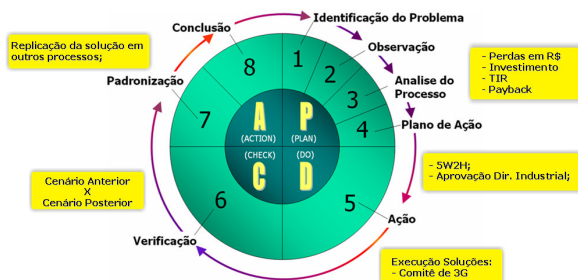 Identificação do Problema
Conclusão
Observação
Replicação da solução em
outros processos;
Padronização
Analise do
Processo
- Perdas em R$
- Investimento
- TIR
- Payback
Plano de Ação
8
1
2
3
4
7
A
P
(ACTION)
(PLAN)
(CHECK)
(DO)
C
D
- 5W2H;
- Aprovação Dir. Industrial;
Cenário Anterior
X
Cenário Posterior
6
5
Ação
Verificação
Execução Soluções:
- Comitê de 3G